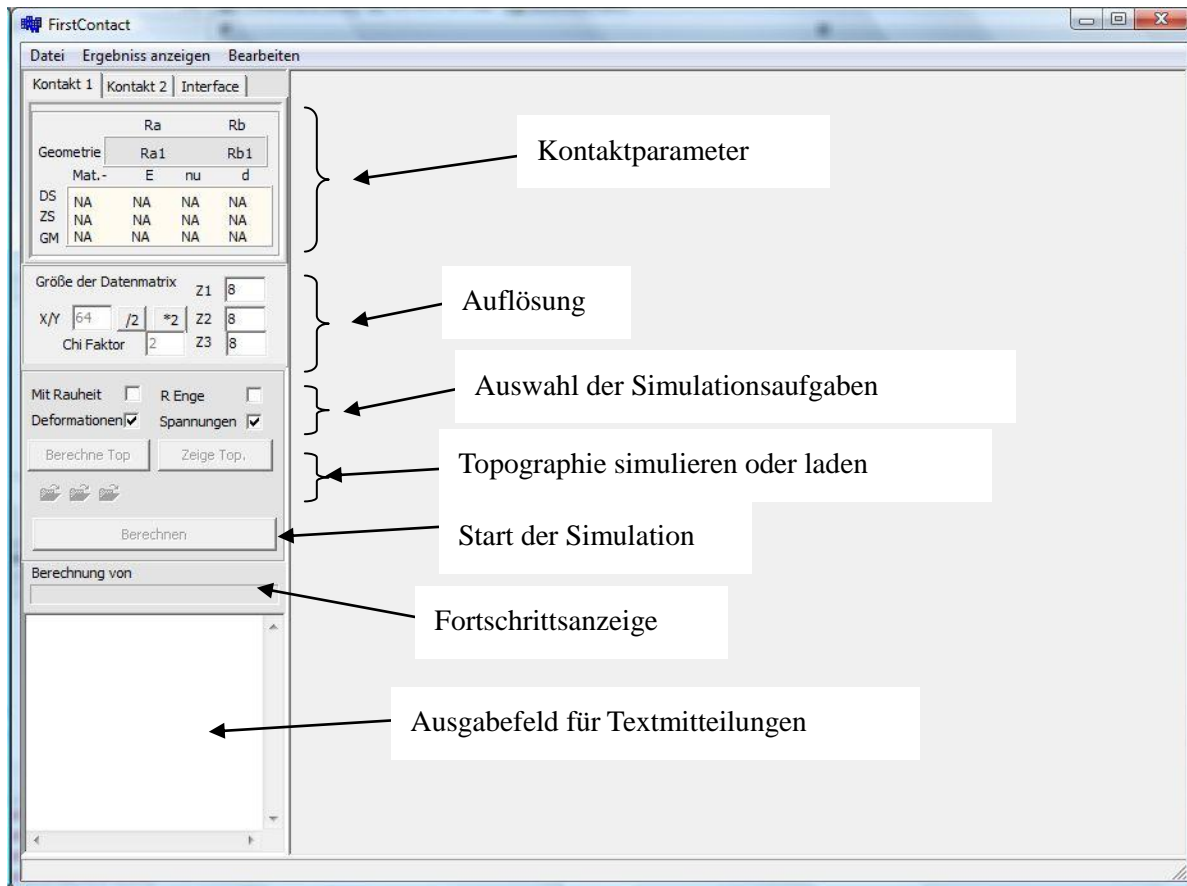 FirstContact
Datei Ergebniss anzeigen Bearbeiten
Kontakt 1 Kontakt 2 Interface
Ra Rb
Geometrie Ra1 Rb1
Mat.- E nu d
DS NA NA NA NA
ZS NA NA NA NA
GM NA NA NA NA
Kontaktparameter
Größe der Datenmatrix Z1 8
X/Y 64 /2 *2 Z2 8
Chi Faktor 2 Z3 8
Auflösung
Mit Rauheit R Enge
Deformationen Spannungen
Auswahl der Simulationsaufgaben
Berechne Top Zeige Top.
Topographie simulieren oder laden
Berechnen
Start der Simulation
Berechnung von
Fortschrittsanzeige
Ausgabefeld für Textmitteilungen